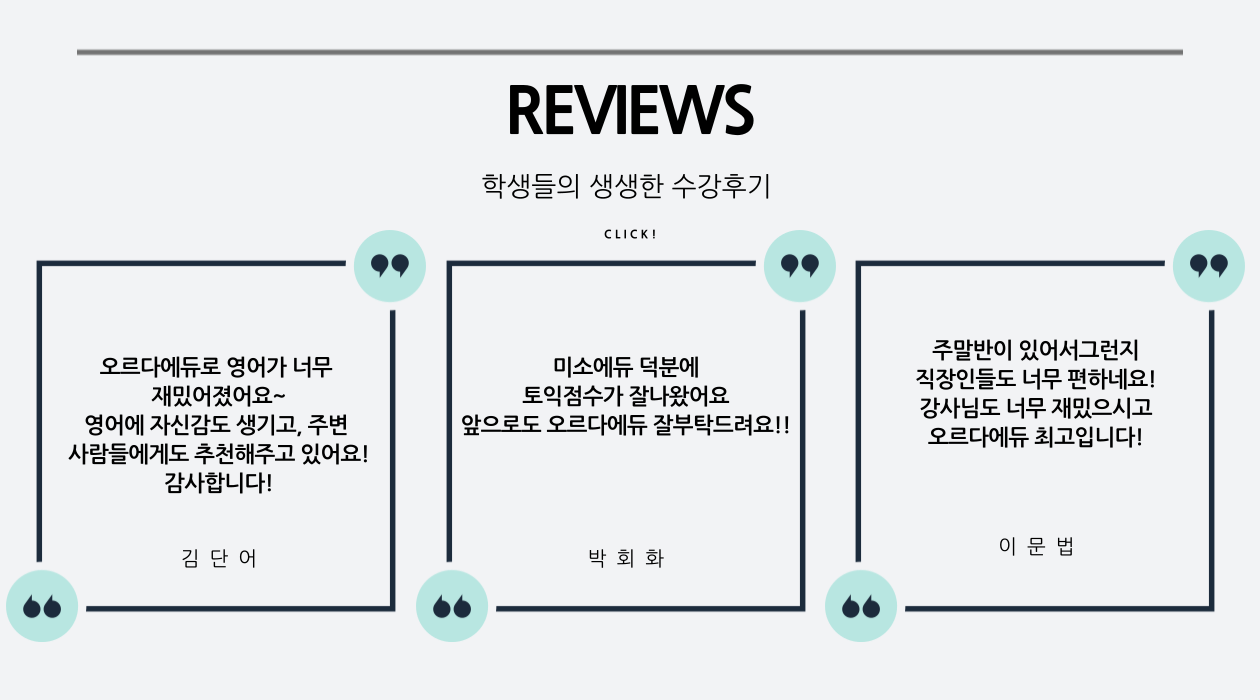 REVIEWS
학생들의 생생한 수강후기
CLICK!
오르다에듀로 영어가 너무
재밌어졌어요~
영어에 자신감도 생기고, 주변
사람들에게도 추천해주고 있어요!
감사합니다!
김단어
미소에듀 덕분에
토익점수가 잘나왔어요
앞으로도 오르다에듀 잘부탁드려요!!
박회화
주말반이 있어서그런지
직장인들도 너무 편하네요!
강사님도 너무 재밌으시고
오르다에듀 최고입니다!
이문법